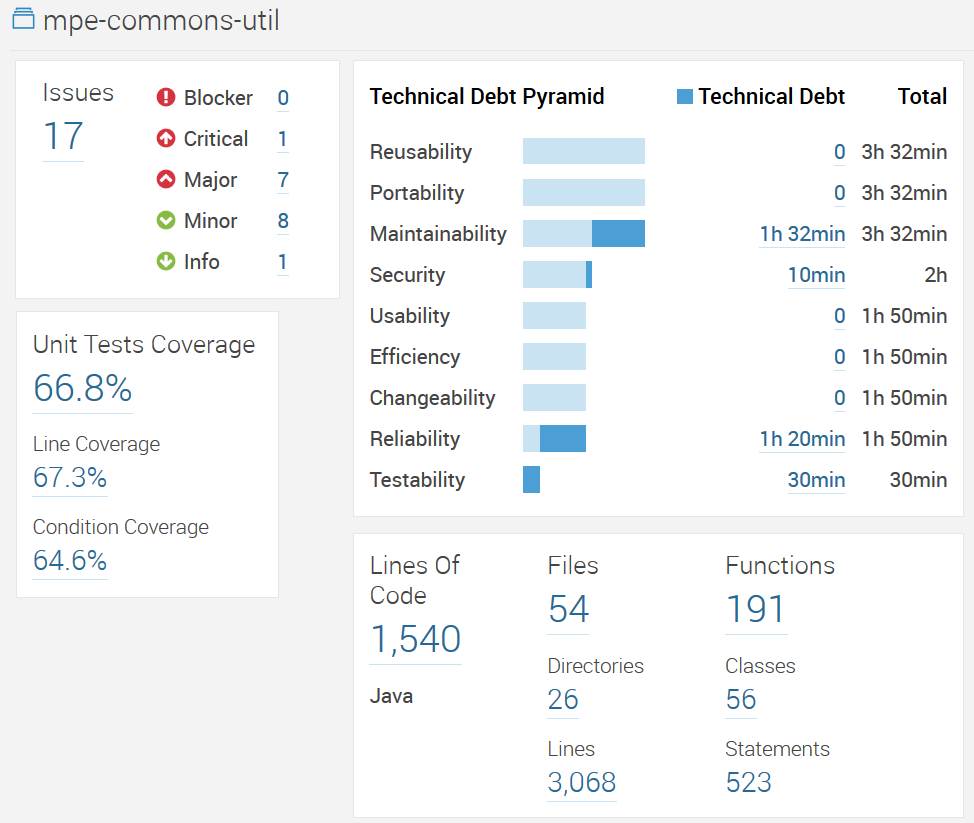 mpe-commons-util
Issues
17
Blocker 0
Critical 1
Major 7
Minor 8
Info 1
Unit Tests Coverage
66.8%
Line Coverage
67.3%
Condition Coverage
64.6%
Technical Debt Pyramid Technical Debt Total
Reusability 0 3h 32min
Portability 0 3h 32min
Maintainability 1h 32min 3h 32min
Security 10min 2h
Usability 0 1h 50min
Efficiency 0 1h 50min
Changeability 0 1h 50min
Reliability 1h 20min 1h 50min
Testability 30min 30min
Lines Of
Code
1,540
Java
Files
54
Directories
26
Lines
3,068
Functions
191
Classes
56
Statements
523